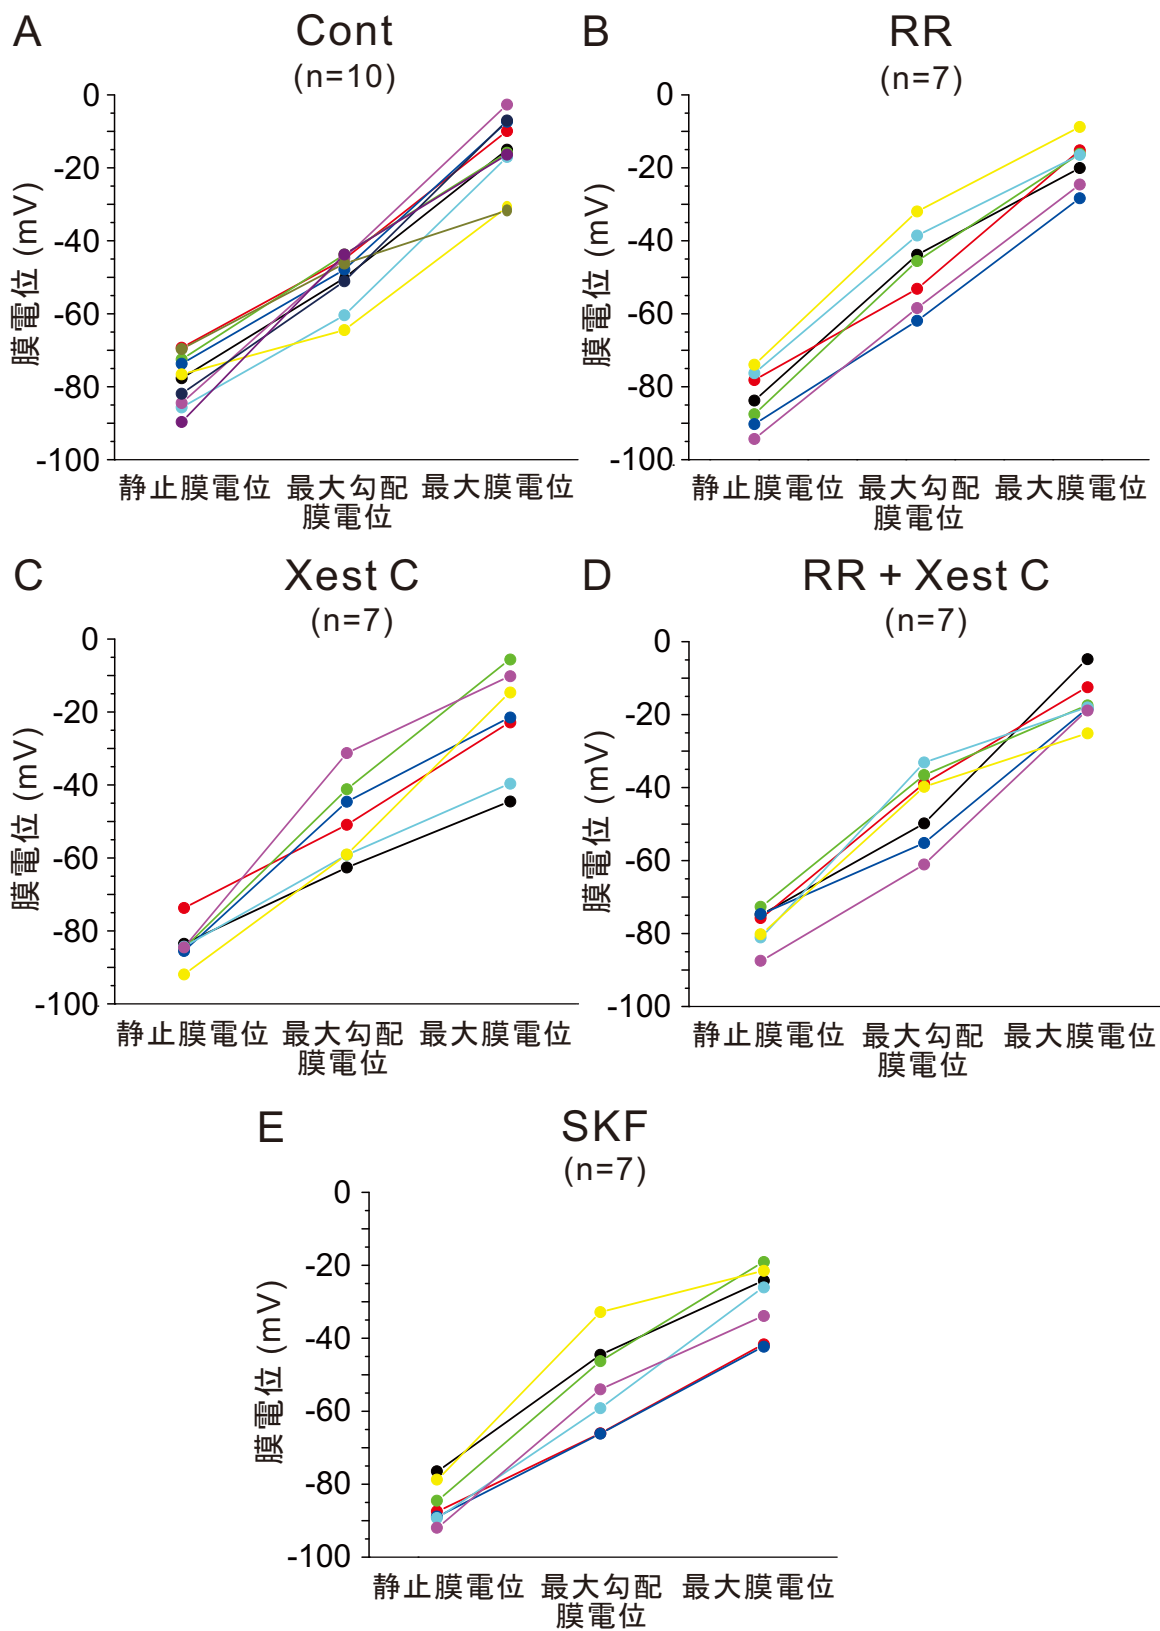 A
Cont
(n=10)
0
-20
-40
-60
-80
-100
膜電位 (mV)
静止膜電位
最大勾配
膜電位
最大膜電位
B
RR
(n=7)
0
-20
-40
-60
-80
-100
膜電位 (mV)
静止膜電位
最大勾配
膜電位
最大膜電位
C
Xest C
(n=7)
0
-20
-40
-60
-80
-100
膜電位 (mV)
静止膜電位
最大勾配
膜電位
最大膜電位
D
RR + Xest C
(n=7)
0
-20
-40
-60
-80
-100
膜電位 (mV)
静止膜電位
最大勾配
膜電位
最大膜電位
E
SKF
(n=7)
0
-20
-40
-60
-80
-100
膜電位 (mV)
静止膜電位
最大勾配
膜電位
最大膜電位